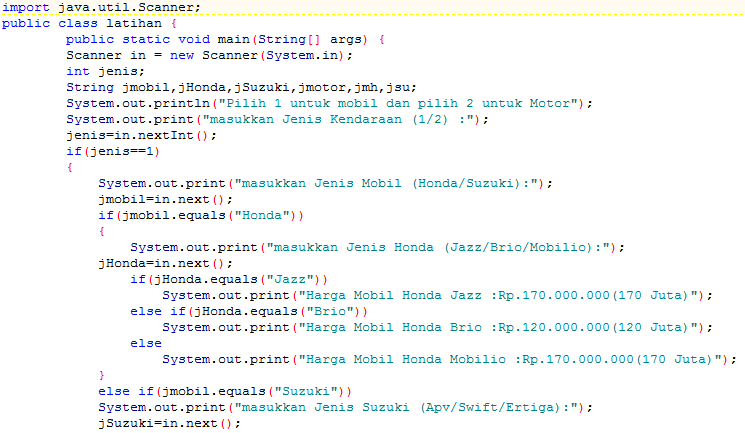 import java.util.Scanner;
public class latihan {
public static void main(String[] args) {
Scanner in = new Scanner(System.in);
int jenis;
String jmobil,jHonda,jSuzuki,jmotor,jmh,jsu;
System.out.println("Pilih 1 untuk mobil dan pilih 2 untuk Motor");
System.out.print("masukkan Jenis Kendaraan (1/2) :");
jenis=in.nextInt();
if(jenis==1)
{
System.out.print("masukkan Jenis Mobil (Honda/Suzuki):");
jmobil=in.next();
if(jmobil.equals("Honda"))
{
System.out.print("masukkan Jenis Honda (Jazz/Brio/Mobilio):");
jHonda=in.next();
if(jHonda.equals("Jazz"))
System.out.print("Harga Mobil Honda Jazz :Rp.170.000.000(170 Juta)");
else if(jHonda.equals("Brio"))
System.out.print("Harga Mobil Honda Brio :Rp.120.000.000(120 Juta)");
else
System.out.print("Harga Mobil Honda Mobilio :Rp.170.000.000(170 Juta)");
}
else if(jmobil.equals("Suzuki"))
System.out.print("masukkan Jenis Suzuki (Apv/Swift/Ertiga):");
jSuzuki=in.next();